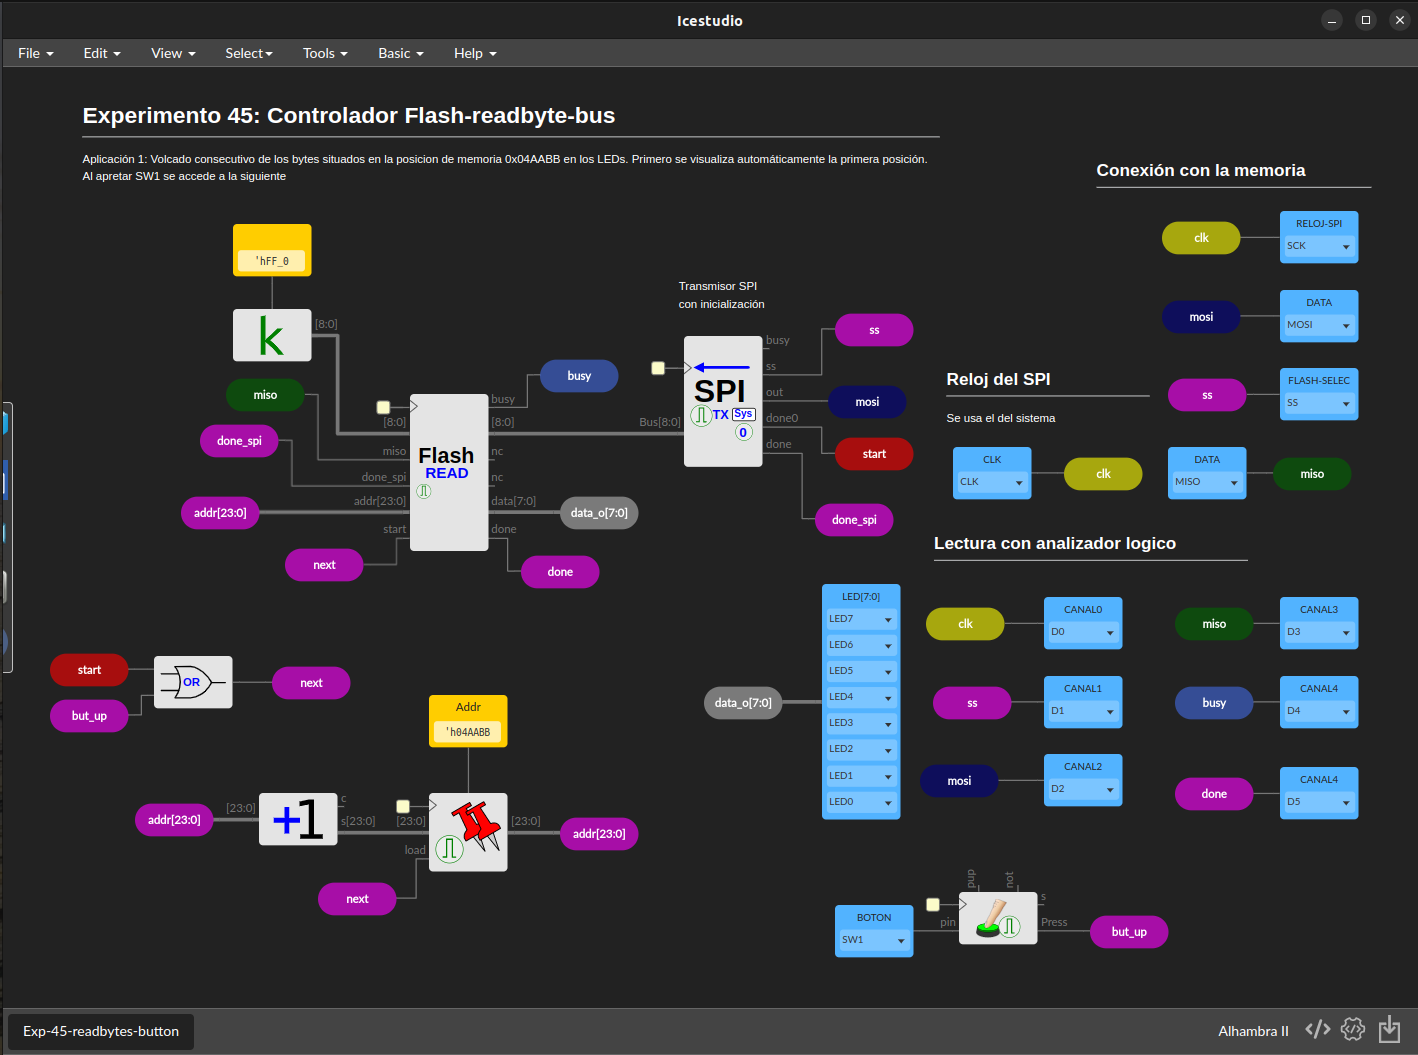 Icestudio
File Edit View Select Tools Basic Help
Experimento 45: Controlador Flash-readbyte-bus
Aplicación 1: Volcado consecutivo de los bytes situados en la posicion de memoria 0x04AABB en los LEDs. Primero se visualiza automáticamente la primera posición.
Al apretar SW1 se accede a la siguiente
'hFF_0
k
[8:0]
miso
done_spi
addr[23:0]
next
[8:0]
miso
done_spi
addr[23:0]
start
Flash
READ
busy
[8:0]
nc
nc
data[7:0]
done
busy
data_o[7:0]
done
Transmisor SPI
con inicialización
Bus[8:0]
SPI
TX Sys
0
busy
ss
out
done0
done
ss
mosi
start
done_spi
Conexión con la memoria
clk
RELOJ-SPI
SCK
mosi
DATA
MOSI
ss
FLASH-SELEC
SS
Reloj del SPI
Se usa el del sistema
CLK
CLK
clk
DATA
MISO
miso
Lectura con analizador logico
clk
CANAL0
D0
miso
CANAL3
D3
ss
CANAL1
D1
busy
CANAL4
D4
mosi
CANAL2
D2
done
CANAL4
D5
data_o[7:0]
LED[7:0]
LED7
LED6
LED5
LED4
LED3
LED2
LED1
LED0
start
but_up
OR
next
Addr
'h04AABB
addr[23:0]
[23:0]
+1
c
s[23:0]
[23:0]
load
next
[23:0]
addr[23:0]
BOTON
SW1
pup
not
pin
s
Press
but_up
Exp-45-readbytes-button
Alhambra II